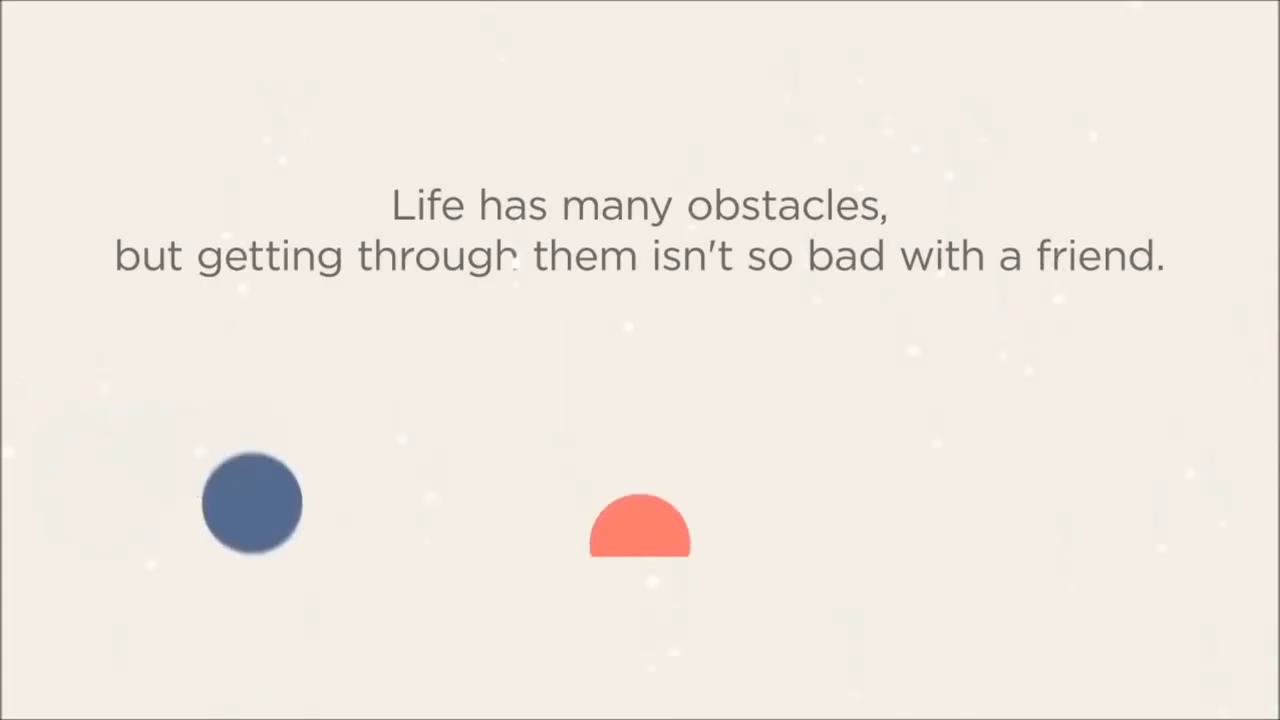 Life has many obstacles,
but getting through them isn't so bad with a friend.